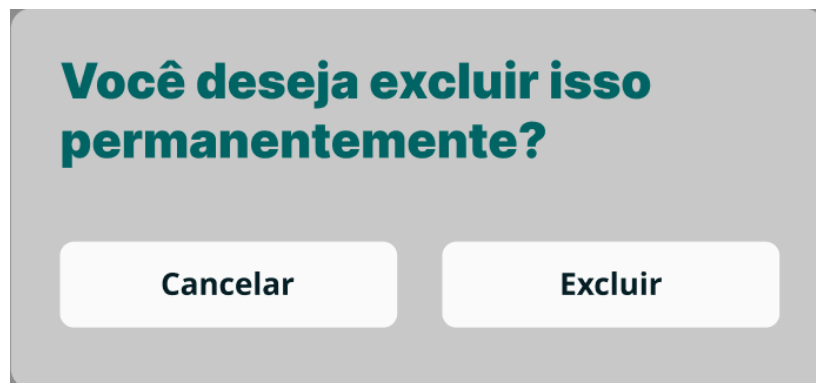 Você deseja excluir isso
permanentemente?
Cancelar
Excluir